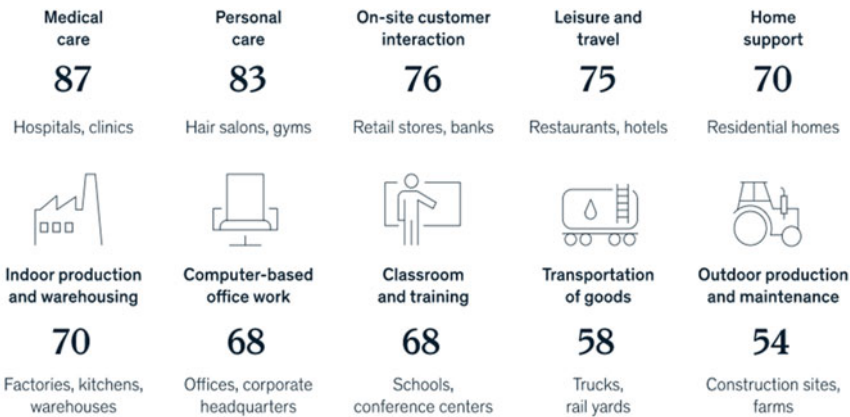 Medical
care
87
Hospitals, clinics
Personal
care
83
Hair salons, gyms
On-site customer
interaction
76
Retail stores, banks
Leisure and
travel
75
Restaurants, hotels
Home
support
70
Residential homes
Indoor production
and warehousing
70
Factories, kitchens,
warehouses
Computer-based
office work
68
Offices, corporate
headquarters
Classroom
and training
68
Schools,
conference centers
Transportation
of goods
58
Trucks,
rail yards
Outdoor production
and maintenance
54
Construction sites,
farms